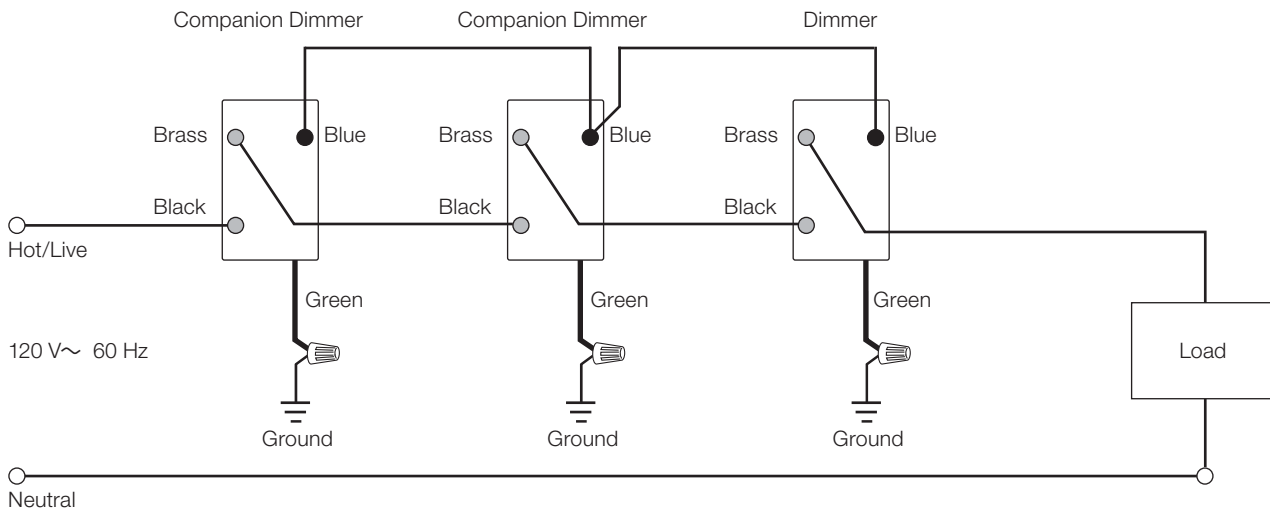 Companion Dimmer
Companion Dimmer
Dimmer
Brass
Blue
Brass
Blue
Brass
Blue
Black
Black
Black
Hot/Live
Green
Green
Green
120 V～ 60 Hz
Load
Ground
Ground
Ground
Neutral